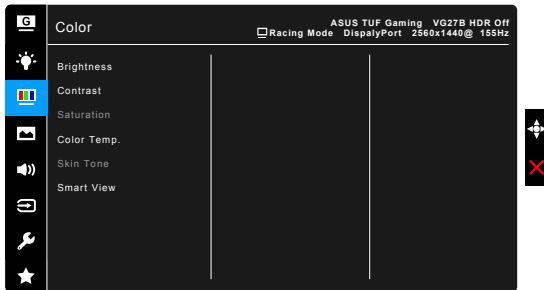 G
Color
ASUS TUF Gaming VG27B HDR Off
Racing Mode DispalyPort 2560x1440@ 155Hz
Brightness
Contrast
Saturation
Color Temp.
Skin Tone
Smart View